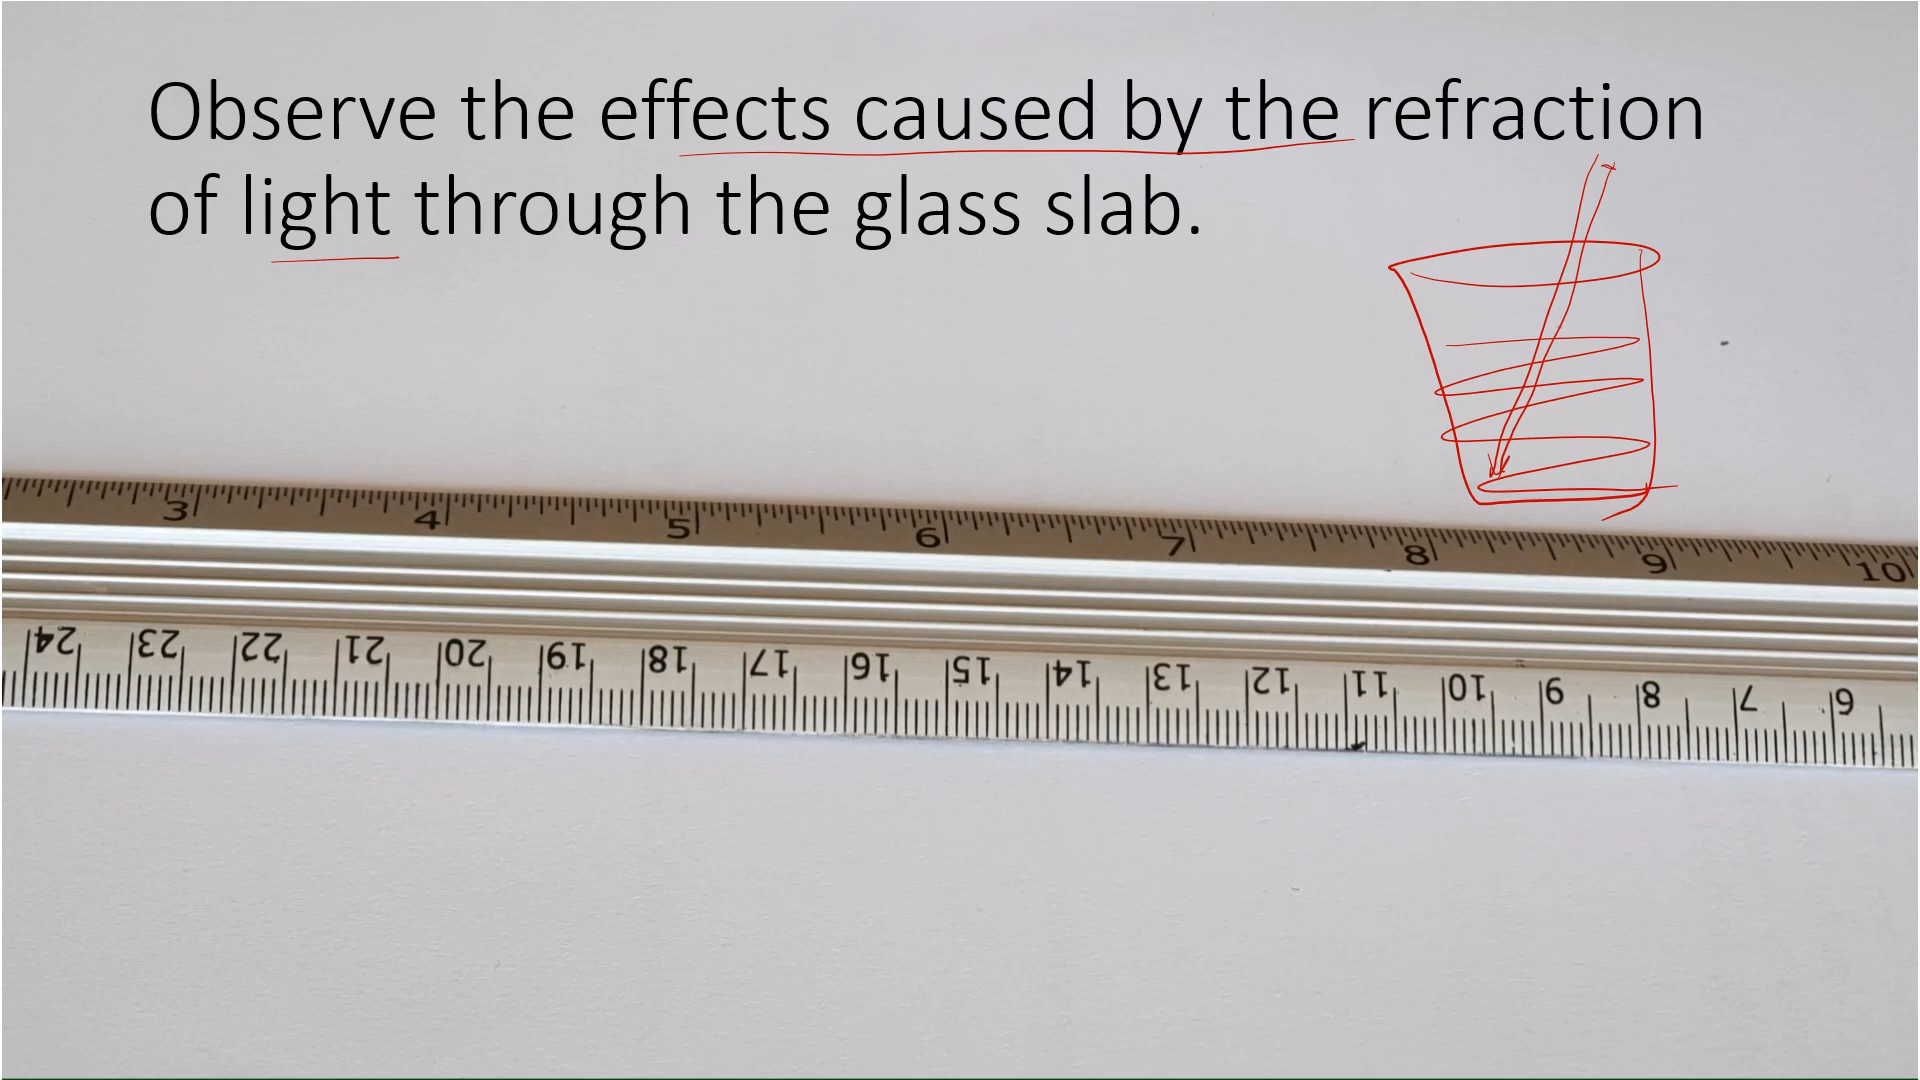 Observe the effects caused by the refraction
of light through the glass slab.
3 4 5 6 7 8 9 10
24 23 22 21 20 19 18 17 16 15 14 13 12 11 10 9 8 7 6